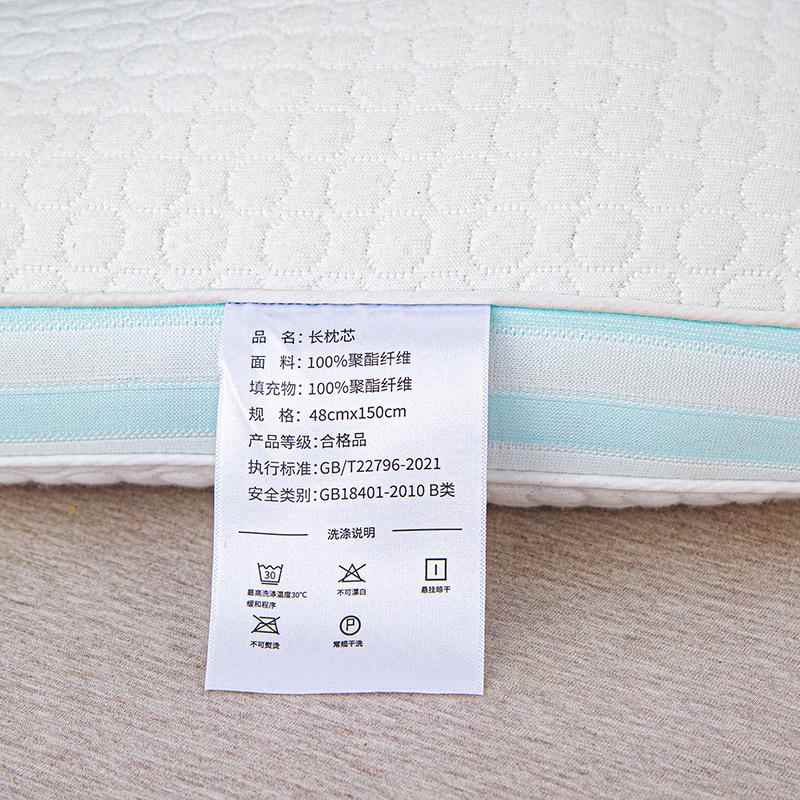 品 名：长枕芯
面 料：100%聚酯纤维
填充物：100%聚酯纤维
规 格：48cmx150cm
产品等级：合格品
执行标准：GB/T22796-2021
安全类别：GB18401-2010 B类
洗涤说明
30
最高洗涤温度30℃
缓和程序
不可漂白
悬挂晾干
不可熨烫
P
常规干洗